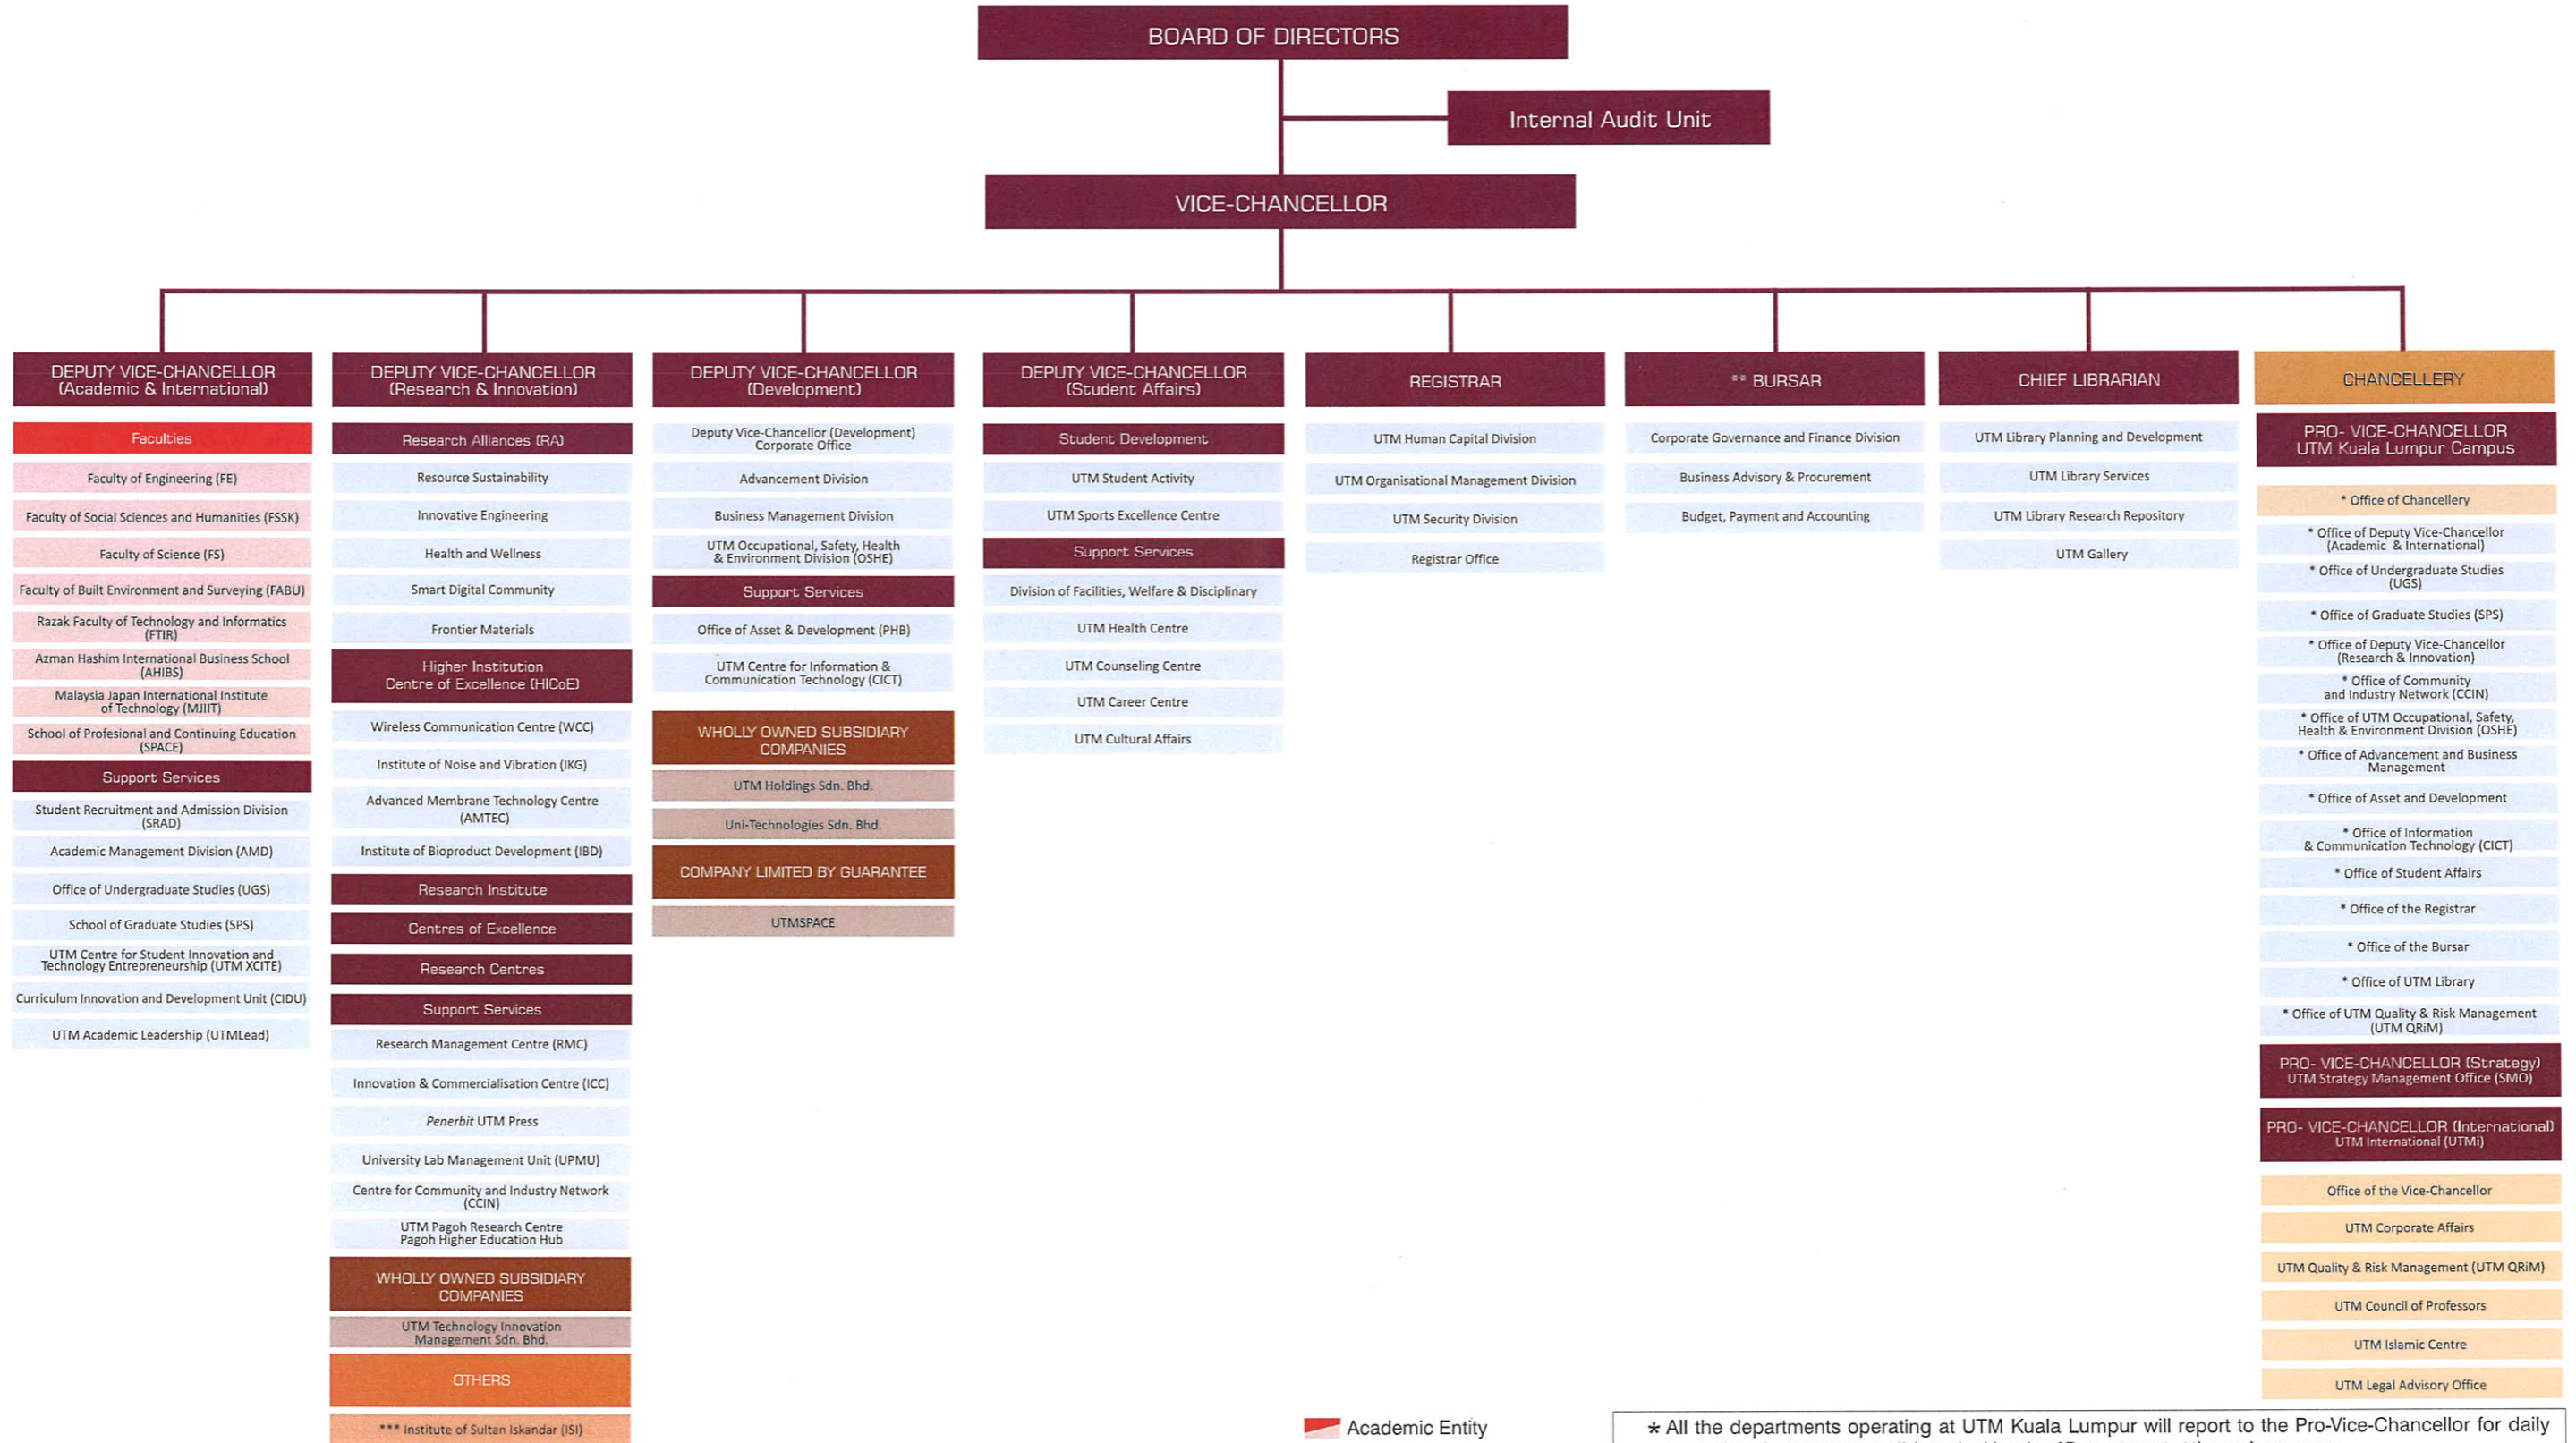 BOARD OF DIRECTORS
Internal Audit Unit
VICE-CHANCELLOR
DEPUTY VICE-CHANCELLOR
(Academic & International)
Faculties
Faculty of Engineering (FE)
Faculty of Social Sciences and Humanities (FSSK)
Faculty of Science (FS)
Faculty of Built Environment and Surveying (FABU)
Razak Faculty of Technology and Informatics
(FTIR)
Azman Hashim International Business School
(AHIBS)
Malaysia Japan International Institute
of Technology (MJIIT)
School of Profesional and Continuing Education
(SPACE)
Support Services
Student Recruitment and Admission Division
(SRAD)
Academic Management Division (AMD)
Office of Undergraduate Studies (UGS)
School of Graduate Studies (SPS)
UTM Centre for Student Innovation and
Technology Entrepreneurship (UTM XCITE)
Curriculum Innovation and Development Unit (CIDU)
UTM Academic Leadership (UTMLead)
DEPUTY VICE-CHANCELLOR
(Research & Innovation)
Research Alliances (RA)
Resource Sustainability
Innovative Engineering
Health and Wellness
Smart Digital Community
Frontier Materials
Higher Institution
Centre of Excellence (HICoE)
Wireless Communication Centre (WCC)
Institute of Noise and Vibration (IKG)
Advanced Membrane Technology Centre
(AMTEC)
Institute of Bioproduct Development (IBD)
Research Institute
Centres of Excellence
Research Centres
Support Services
Research Management Centre (RMC)
Innovation & Commercialisation Centre (ICC)
Penerbit UTM Press
University Lab Management Unit (UPMU)
Centre for Community and Industry Network
(CCIN)
UTM Pagoh Research Centre
Pagoh Higher Education Hub
WHOLLY OWNED SUBSIDIARY
COMPANIES
UTM Technology Innovation
Management Sdn. Bhd.
OTHERS
*** Institute of Sultan Iskandar (ISI)
DEPUTY VICE-CHANCELLOR
(Development)
Deputy Vice-Chancellor (Development)
Corporate Office
Advancement Division
Business Management Division
UTM Occupational, Safety, Health
& Environment Division (OSHE)
Support Services
Office of Asset & Development (PHB)
UTM Centre for Information &
Communication Technology (CICT)
WHOLLY OWNED SUBSIDIARY
COMPANIES
UTM Holdings Sdn. Bhd.
Uni-Technologies Sdn. Bhd.
COMPANY LIMITED BY GUARANTEE
UTMSPACE
DEPUTY VICE-CHANCELLOR
(Student Affairs)
Student Development
UTM Student Activity
UTM Sports Excellence Centre
Support Services
Division of Facilities, Welfare & Disciplinary
UTM Health Centre
UTM Counseling Centre
UTM Career Centre
UTM Cultural Affairs
REGISTRAR
UTM Human Capital Division
UTM Organisational Management Division
UTM Security Division
Registrar Office
** BURSAR
Corporate Governance and Finance Division
Business Advisory & Procurement
Budget, Payment and Accounting
CHIEF LIBRARIAN
UTM Library Planning and Development
UTM Library Services
UTM Library Research Repository
UTM Gallery
CHANCELLERY
PRO- VICE-CHANCELLOR
UTM Kuala Lumpur Campus
* Office of Chancellery
* Office of Deputy Vice-Chancellor
(Academic & International)
* Office of Undergraduate Studies
(UGS)
* Office of Graduate Studies (SPS)
* Office of Deputy Vice-Chancellor
(Research & Innovation)
* Office of Community
and Industry Network (CCIN)
* Office of UTM Occupational, Safety,
Health & Environment Division (OSHE)
* Office of Advancement and Business
Management
* Office of Asset and Development
* Office of Information
& Communication Technology (CICT)
* Office of Student Affairs
* Office of the Registrar
* Office of the Bursar
* Office of UTM Library
* Office of UTM Quality & Risk Management
(UTM QRiM)
PRO- VICE-CHANCELLOR (Strategy)
UTM Strategy Management Office (SMO)
PRO- VICE-CHANCELLOR (International)
UTM International (UTMi)
Office of the Vice-Chancellor
UTM Corporate Affairs
UTM Quality & Risk Management (UTM QRiM)
UTM Council of Professors
UTM Islamic Centre
UTM Legal Advisory Office
Academic Entity
* All the departments operating at UTM Kuala Lumpur will report to the Pro-Vice-Chancellor for daily